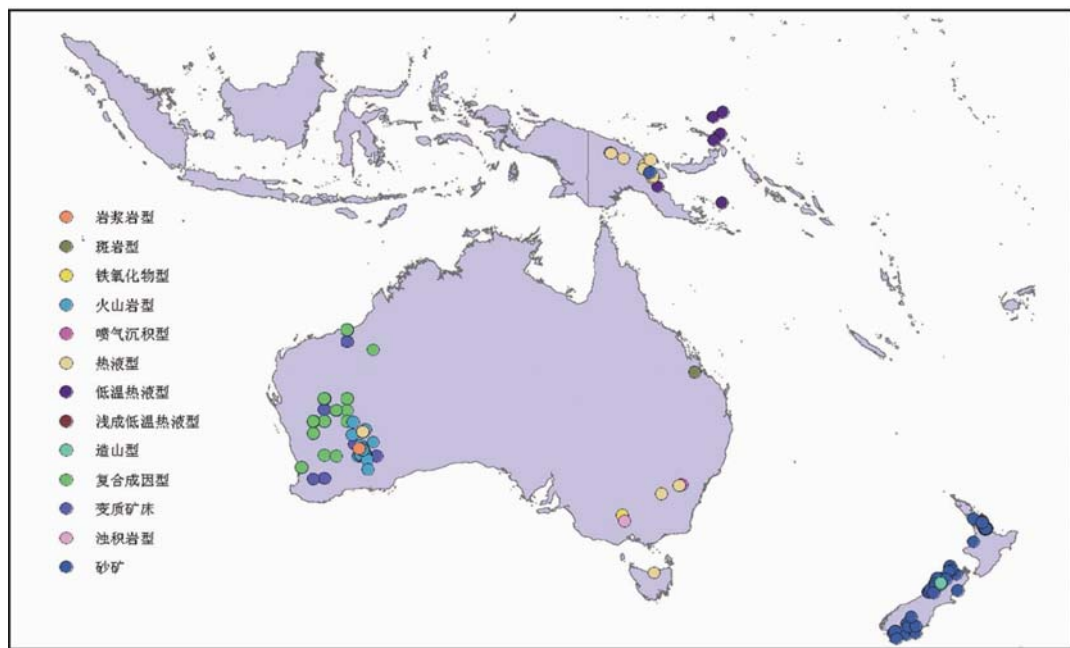 岩浆岩型
斑岩型
铁氧化物型
火山岩型
喷气沉积型
热液型
低温热液型
浅成低温热液型
造山型
复合成因型
变质矿床
浊积岩型
砂矿